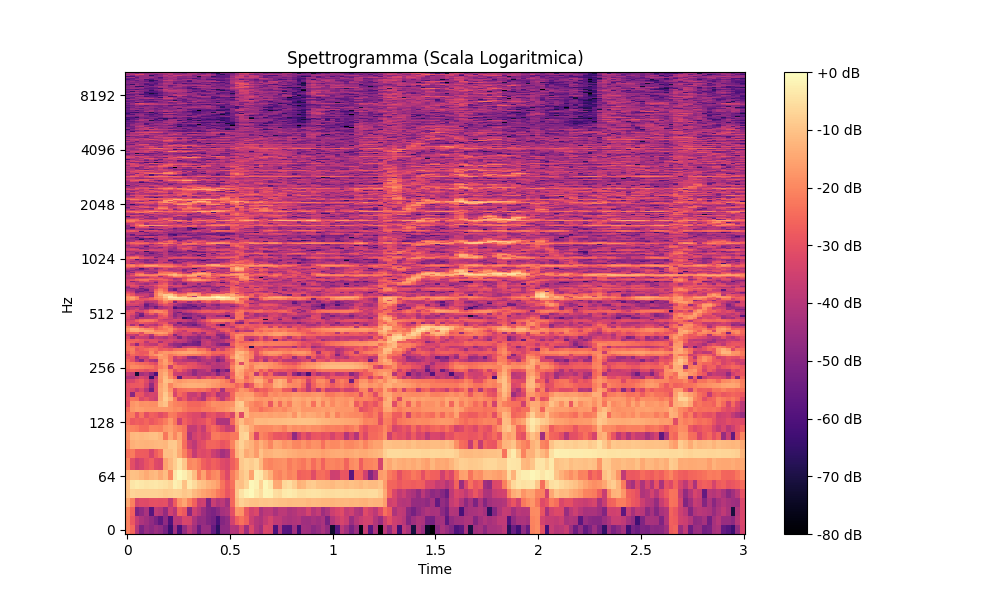 Spettrogramma (Scala Logaritmica)
Hz
8192
4096
2048
1024
512
256
128
64
0
0 0.5 1 1.5 2 2.5 3
Time
+0 dB
-10 dB
-20 dB
-30 dB
-40 dB
-50 dB
-60 dB
-70 dB
-80 dB